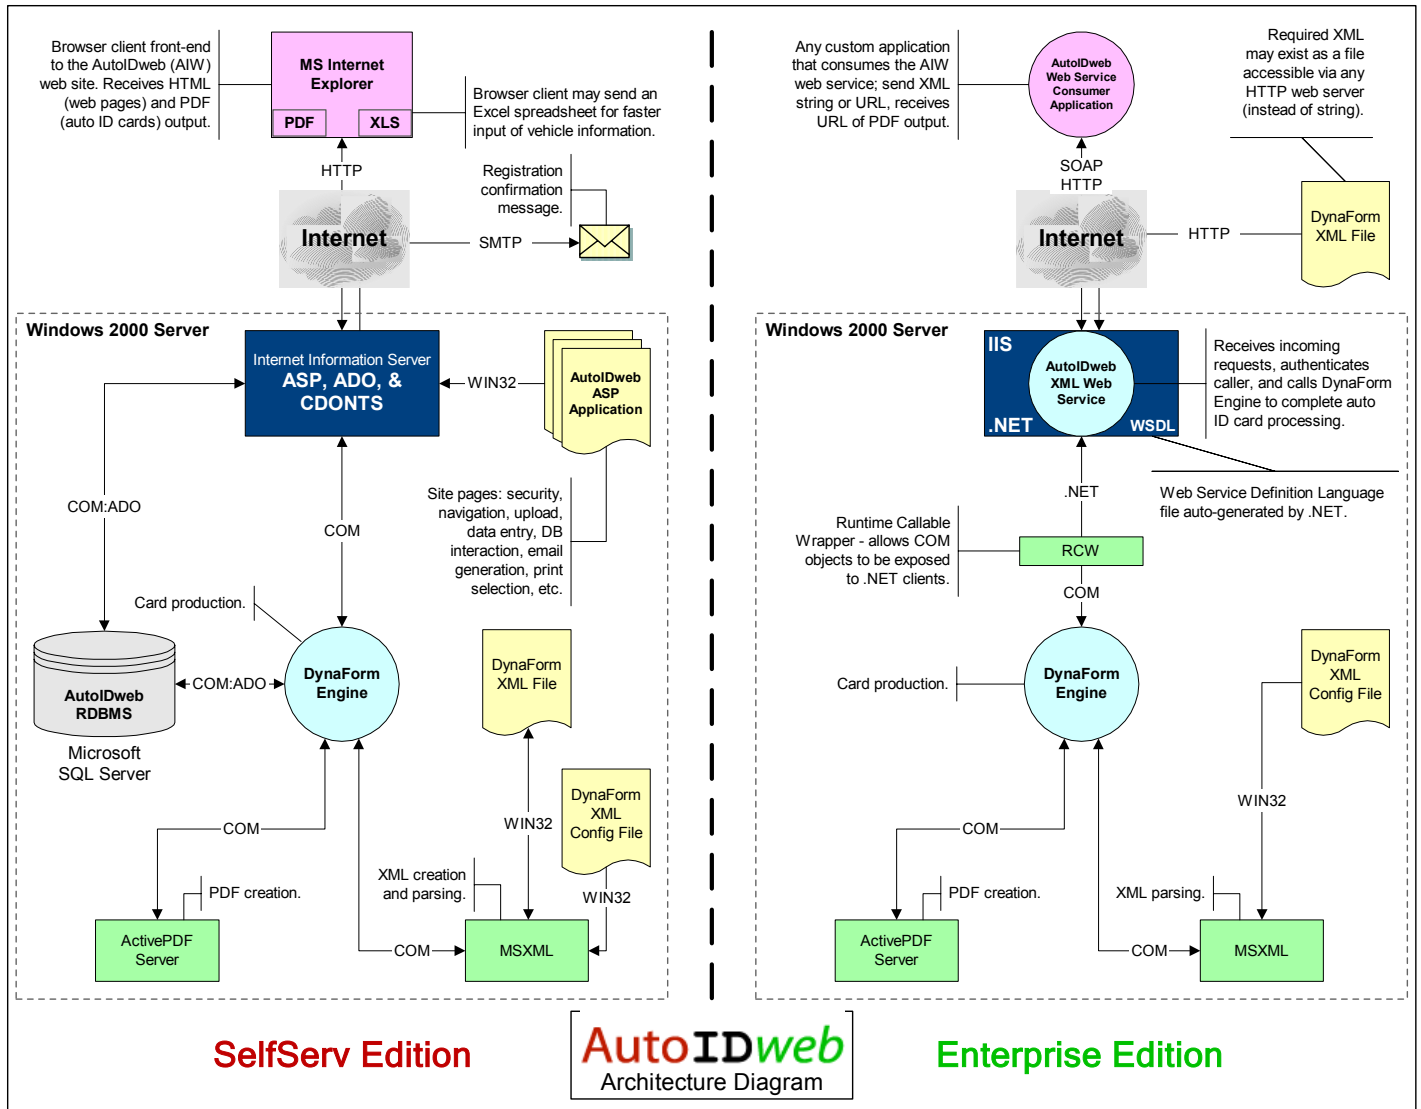 Browser client front-end
to the AutoIDweb (AIW)
web site. Receives HTML
(web pages) and PDF
(auto ID cards) output.
MS Internet
Explorer
PDF
XLS
Browser client may send an
Excel spreadsheet for faster
input of vehicle information.
HTTP
Registration
confirmation
message.
Internet
SMTP
Windows 2000 Server
Internet Information Server
ASP, ADO, &
CDONTS
WIN32
AutoIDweb
ASP
Application
COM:ADO
COM
Site pages: security,
navigation, upload,
data entry, DB
interaction, email
generation, print
selection, etc.
Card production.
AutoIDweb
RDBMS
Microsoft
SQL Server
COM:ADO
DynaForm
Engine
DynaForm
XML File
DynaForm
XML
Config File
WIN32
COM
XML creation
and parsing.
WIN32
PDF creation.
ActivePDF
Server
COM
MSXML
SelfServ Edition
Any custom application
that consumes the AIW
web service; send XML
string or URL, receives
URL of PDF output.
AutoIDweb
Web Service
Consumer
Application
Required XML
may exist as a file
accessible via any
HTTP web server
(instead of string).
SOAP
HTTP
Internet
HTTP
DynaForm
XML File
Windows 2000 Server
IIS
AutoIDweb
XML Web
Service
.NET
WSDL
Receives incoming
requests, authenticates
caller, and calls DynaForm
Engine to complete auto
ID card processing.
.NET
Web Service Definition Language
file auto-generated by .NET.
Runtime Callable
Wrapper - allows COM
objects to be exposed
to .NET clients.
RCW
COM
Card production.
DynaForm
Engine
DynaForm
XML
Config File
WIN32
COM
PDF creation.
XML parsing.
ActivePDF
Server
COM
MSXML
Enterprise Edition
AutoIDweb
Architecture Diagram